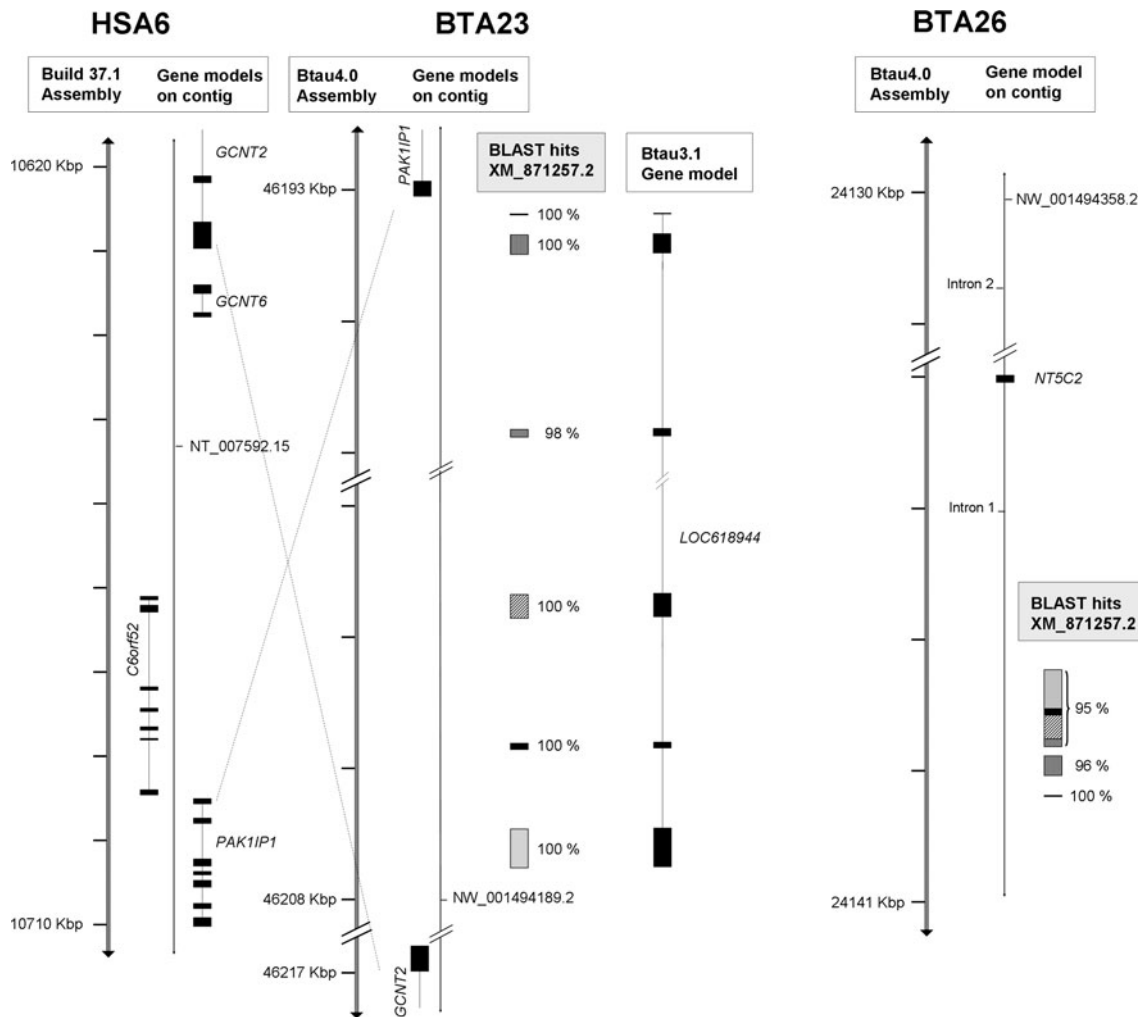 HSA6
BTA23
BTA26
Build 37.1
Assembly
Gene models
on contig
Btau4.0
Assembly
Gene models
on contig
Btau4.0
Assembly
Gene model
on contig
BLAST hits
XM_871257.2
Btau3.1
Gene model
10620 Kbp
GCNT2
GCNT6
NT_007592.15
C6orf52
PAK1IP1
10710 Kbp
PAK1IP1
46193 Kbp
100 %
100 %
98 %
100 %
100 %
100 %
LOC618944
46208 Kbp
NW_001494189.2
46217 Kbp
GCNT2
24130 Kbp
NW_001494358.2
Intron 2
NT5C2
Intron 1
BLAST hits
XM_871257.2
95 %
96 %
100 %
24141 Kbp